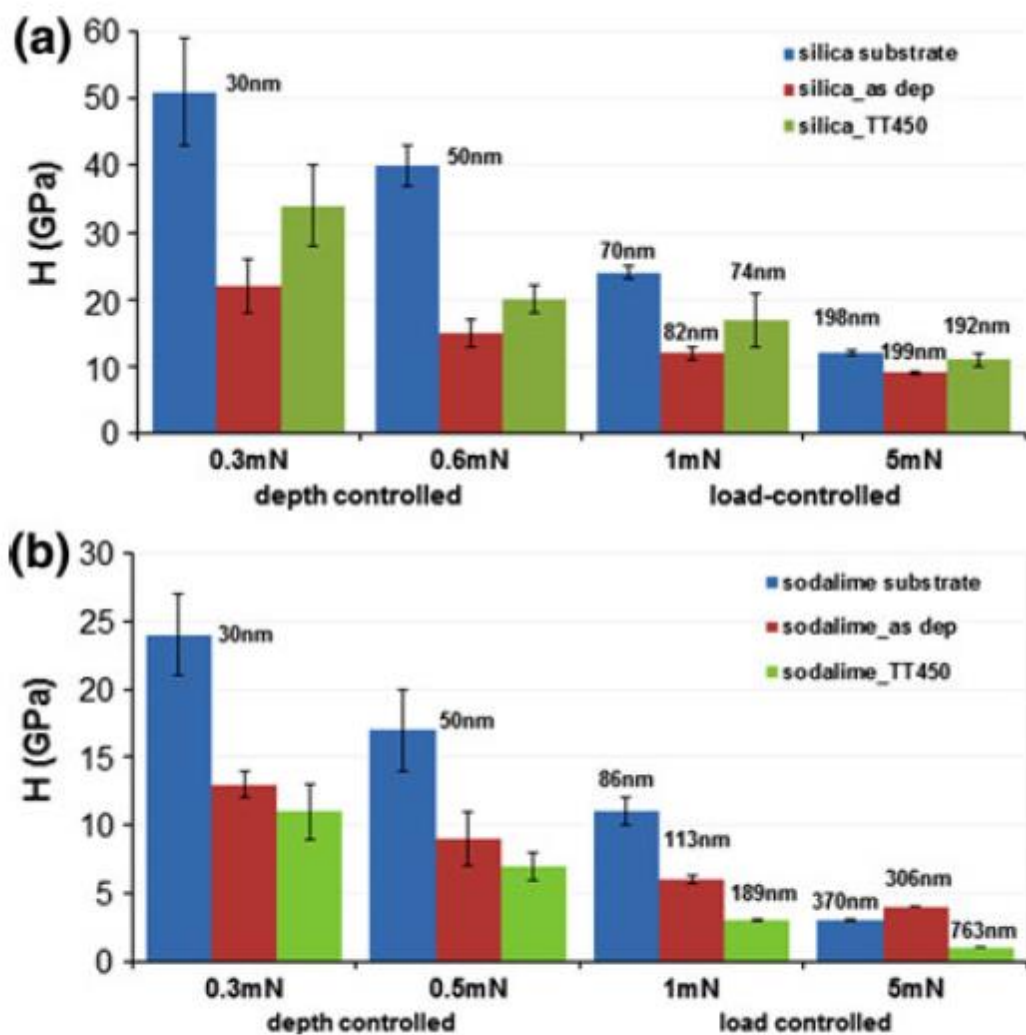 (a)
60
50
40
30
20
10
0
H (GPa)
silica substrate
silica_as dep
silica_TT450
30nm
50nm
70nm
82nm
74nm
198nm
199nm
192nm
0.3mN 0.6mN 1mN 5mN
depth controlled load-controlled
(b)
30
25
20
15
10
5
0
H (GPa)
sodalime substrate
sodalime_as dep
sodalime_TT450
30nm
50nm
86nm
113nm
189nm
370nm
306nm
763nm
0.3mN 0.5mN 1mN 5mN
depth controlled load controlled